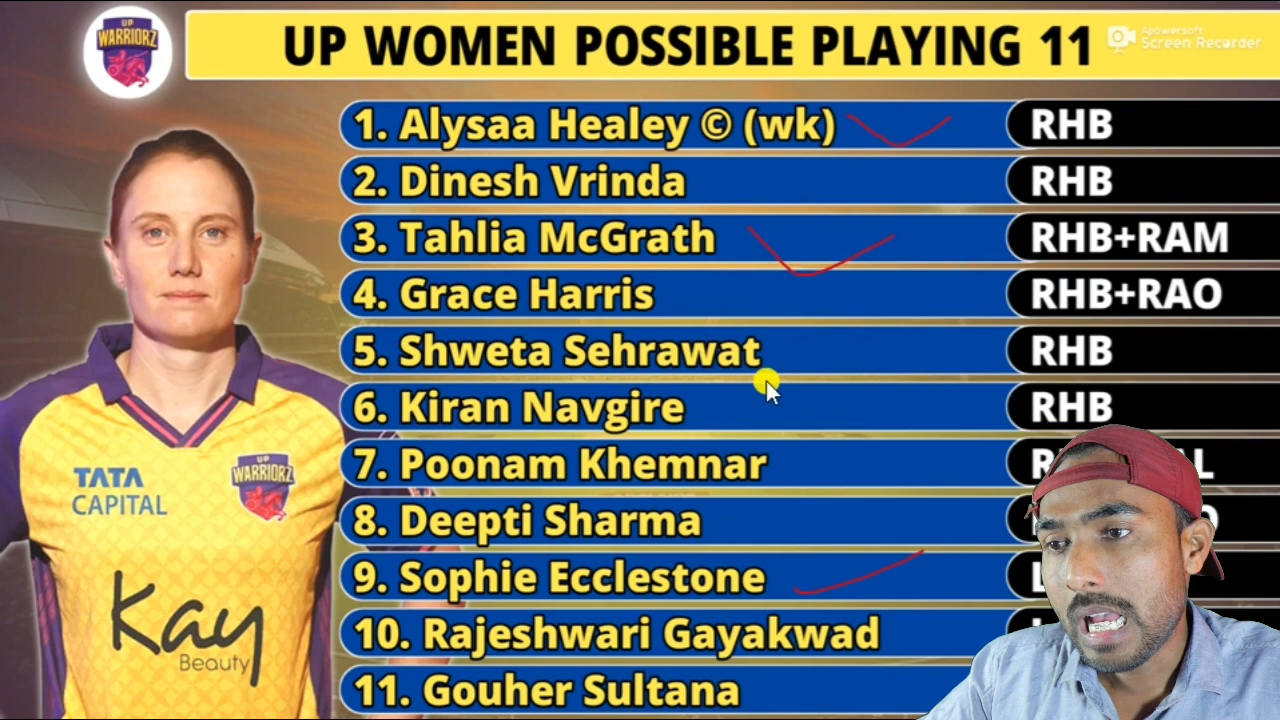 UP
WARRIORZ
UP WOMEN POSSIBLE PLAYING 11
Apowersoft
Screen Recorder
1. Alysaa Healey © (wk) RHB
2. Dinesh Vrinda RHB
3. Tahlia McGrath RHB+RAM
4. Grace Harris RHB+RAO
5. Shweta Sehrawat RHB
6. Kiran Navgire RHB
7. Poonam Khemnar
8. Deepti Sharma
9. Sophie Ecclestone
10. Rajeshwari Gayakwad
11. Gouher Sultana
TATA
CAPITAL
UP
WARRIORZ
Kay
Beauty